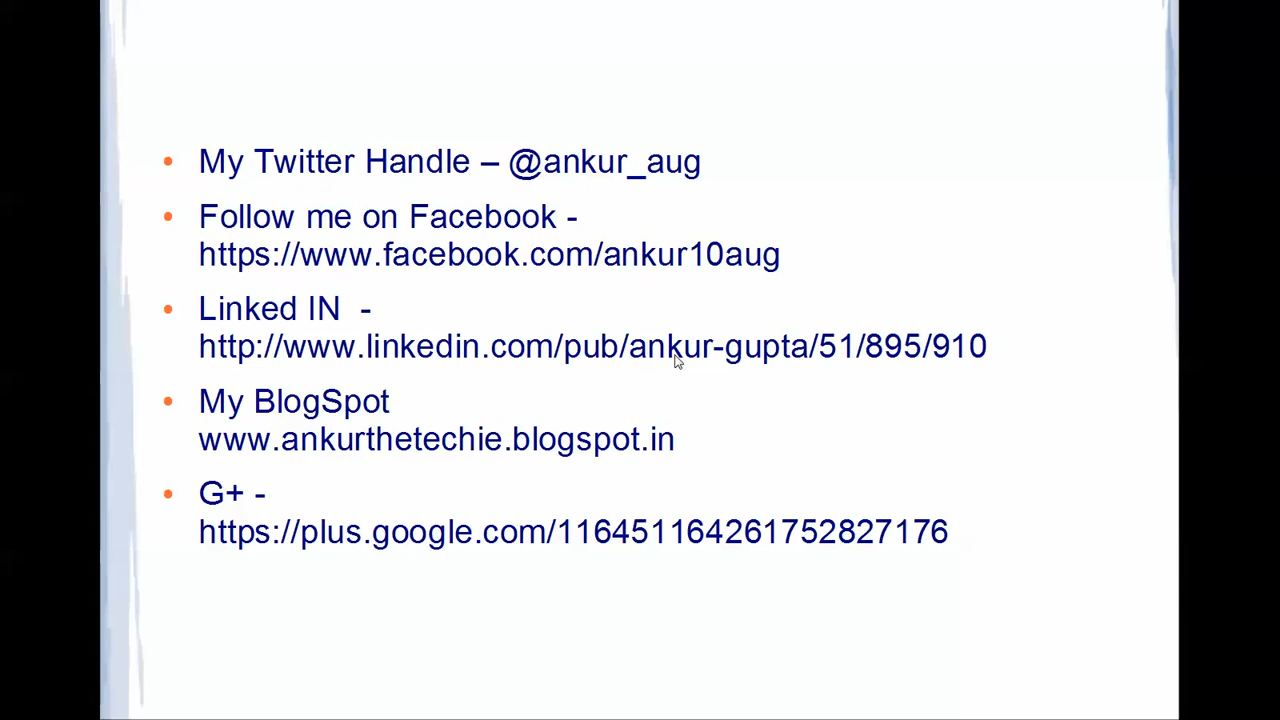 • My Twitter Handle – @ankur_aug
• Follow me on Facebook -
https://www.facebook.com/ankur10aug
• Linked IN  -
http://www.linkedin.com/pub/ankur-gupta/51/895/910
• My BlogSpot
www.ankurthetechie.blogspot.in
• G+ -
https://plus.google.com/116451164261752827176